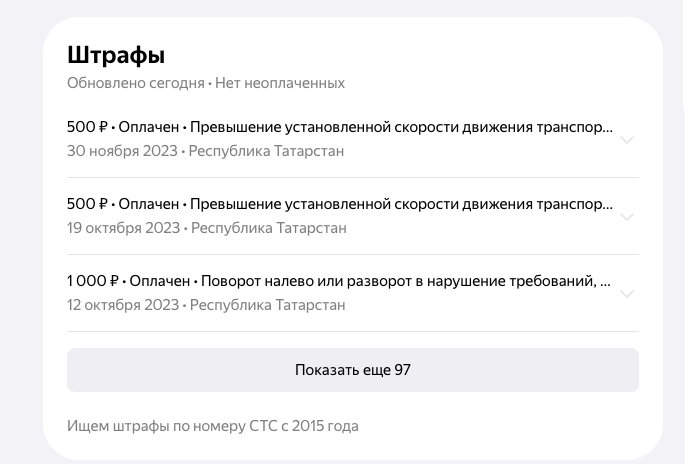 Штрафы
Обновлено сегодня • Нет неоплаченных
500 ₽ • Оплачен • Превышение установленной скорости движения транспор...
30 ноября 2023 • Республика Татарстан
500 ₽ • Оплачен • Превышение установленной скорости движения транспор...
19 октября 2023 • Республика Татарстан
1 000 ₽ • Оплачен • Поворот налево или разворот в нарушение требований, ...
12 октября 2023 • Республика Татарстан
Показать еще 97
Ищем штрафы по номеру СТС с 2015 года